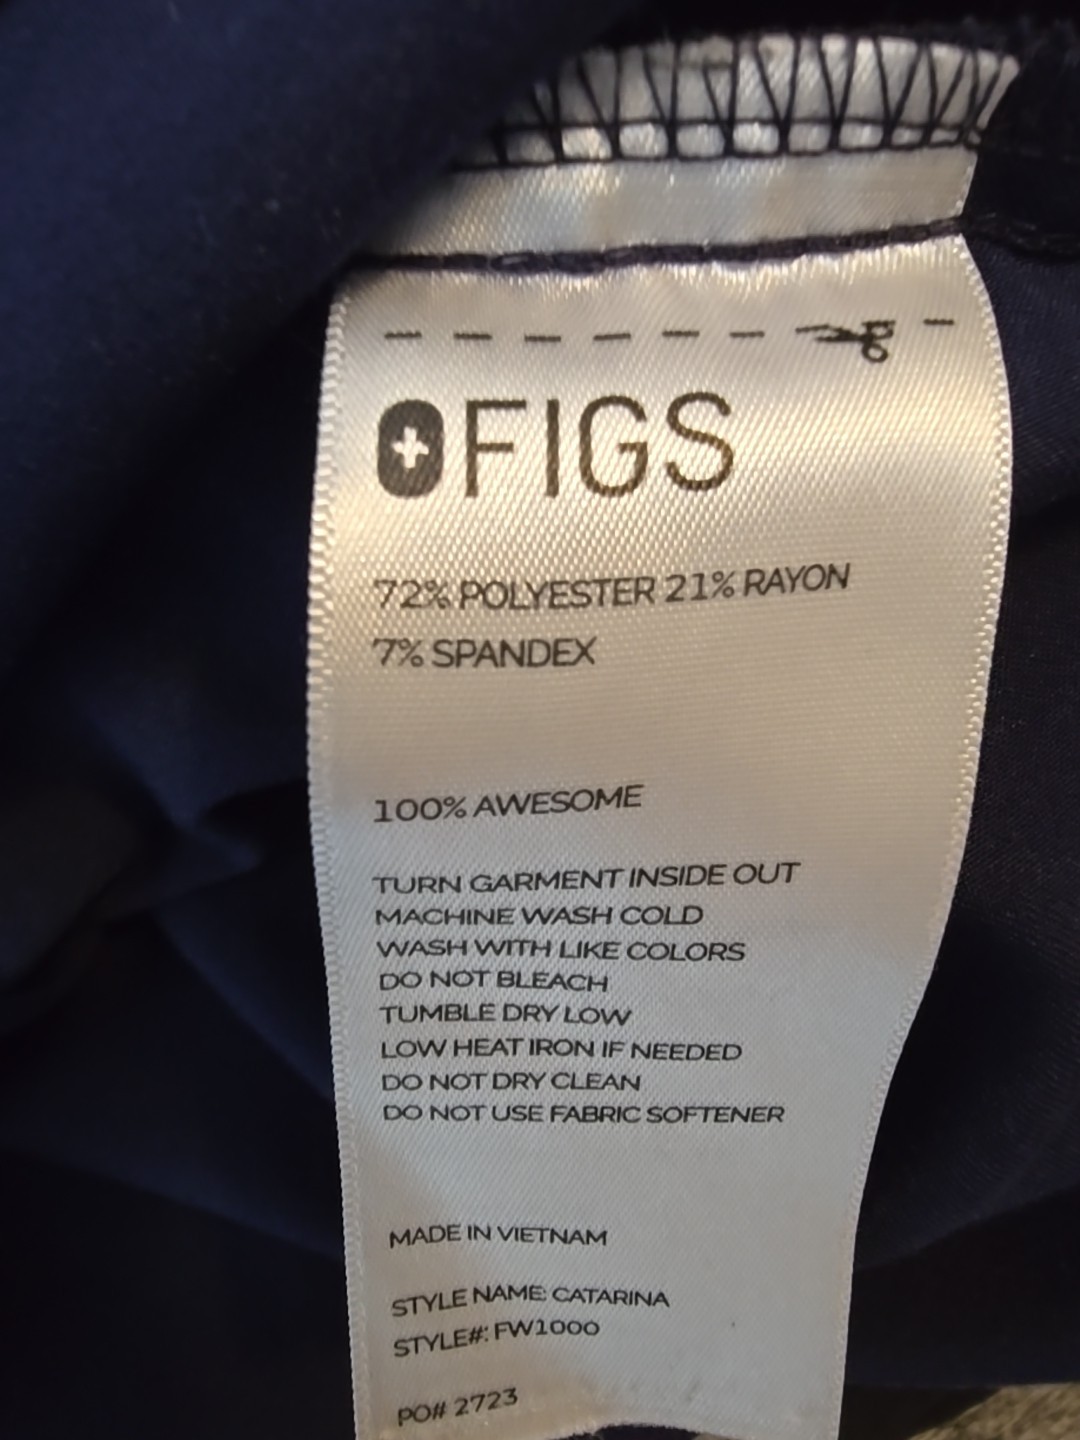 FIGS
72% POLYESTER 21% RAYON
7% SPANDEX
100% AWESOME
TURN GARMENT INSIDE OUT
MACHINE WASH COLD
WASH WITH LIKE COLORS
DO NOT BLEACH
TUMBLE DRY LOW
LOW HEAT IRON IF NEEDED
DO NOT DRY CLEAN
DO NOT USE FABRIC SOFTENER
MADE IN VIETNAM
STYLE NAME: CATARINA
STYLE#: FW1000
PO# 2723